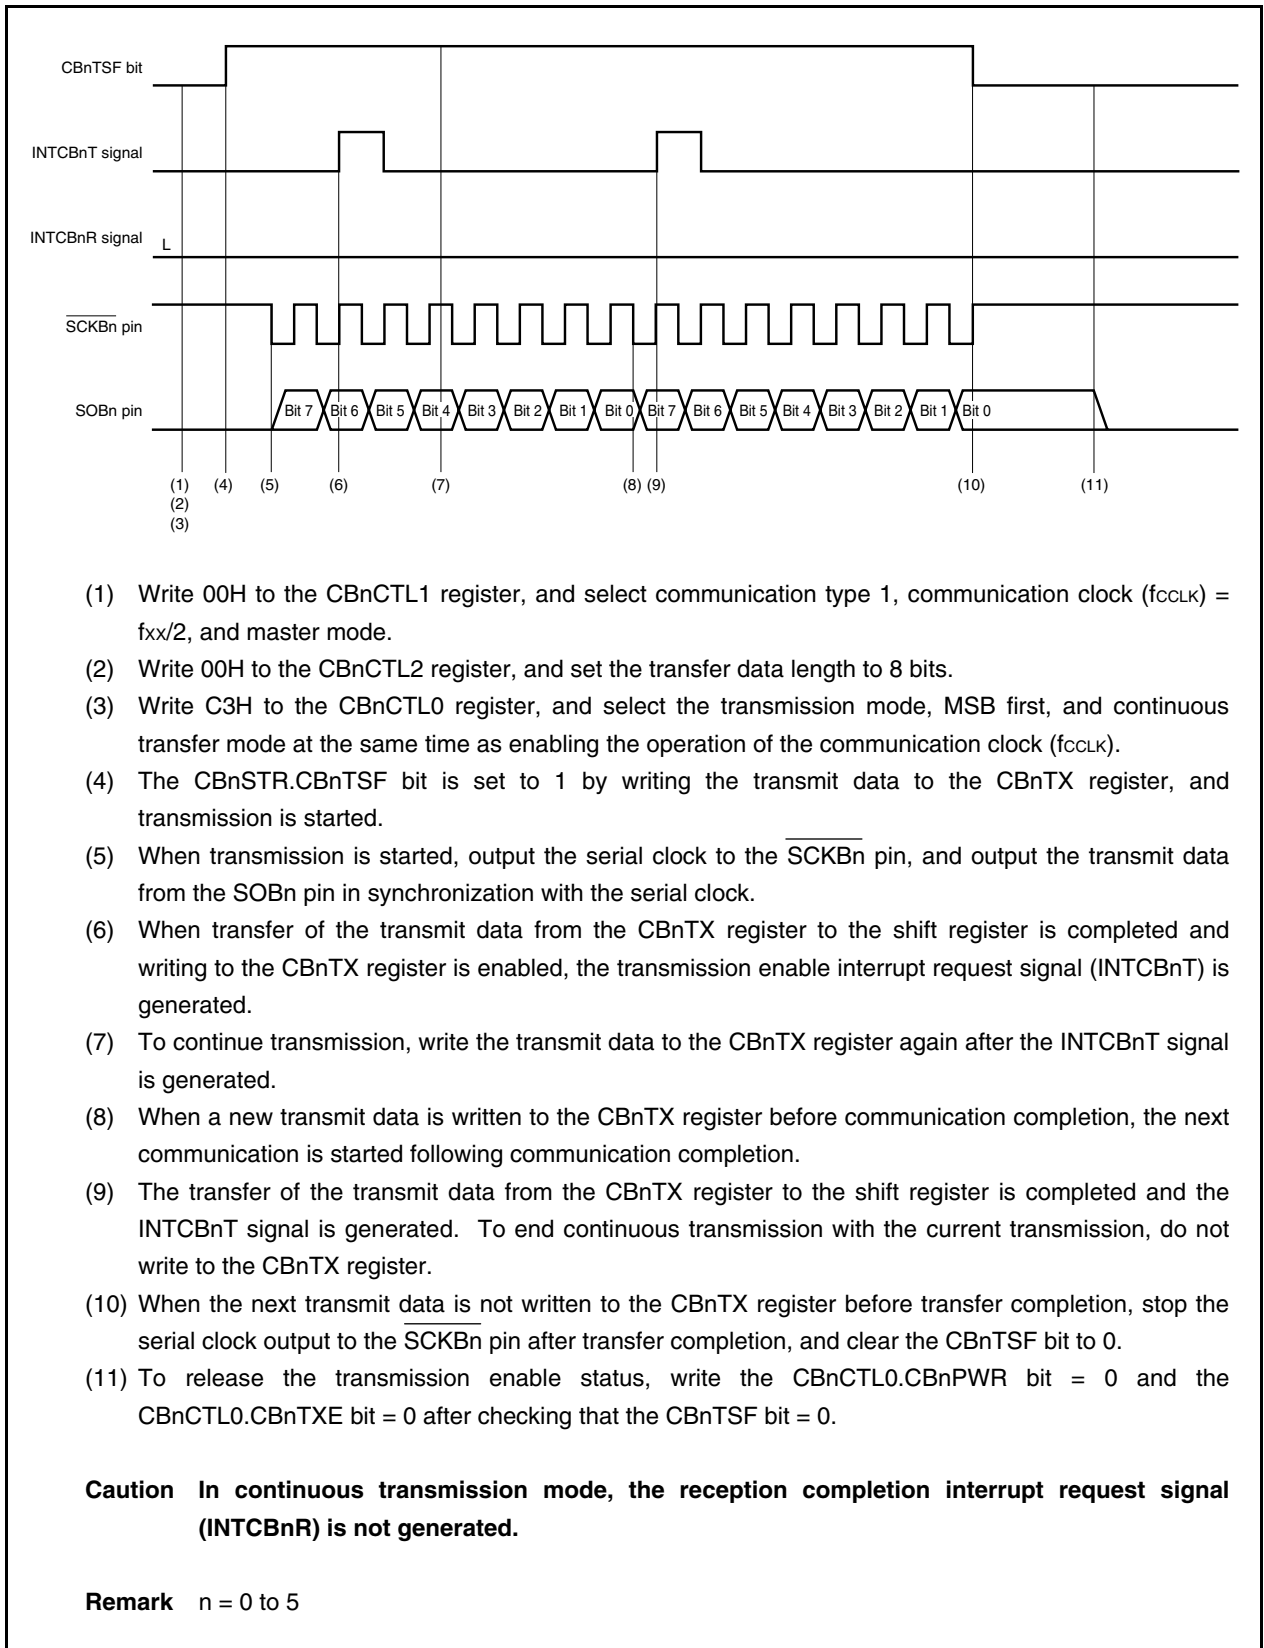 CBnTSF bit
INTCBnT signal
INTCBnR signal L
SCKBn pin
SOBn pin Bit 7 Bit 6 Bit 5 Bit 4 Bit 3 Bit 2 Bit 1 Bit 0 Bit 7 Bit 6 Bit 5 Bit 4 Bit 3 Bit 2 Bit 1 Bit 0
(1) (4) (5) (6) (7) (8) (9) (10) (11)
(2)
(3)
(1) Write 00H to the CBnCTL1 register, and select communication type 1, communication clock (fCCLK) =
fxx/2, and master mode.
(2) Write 00H to the CBnCTL2 register, and set the transfer data length to 8 bits.
(3) Write C3H to the CBnCTL0 register, and select the transmission mode, MSB first, and continuous
transfer mode at the same time as enabling the operation of the communication clock (fCCLK).
(4) The CBnSTR.CBnTSF bit is set to 1 by writing the transmit data to the CBnTX register, and
transmission is started.
(5) When transmission is started, output the serial clock to the SCKBn pin, and output the transmit data
from the SOBn pin in synchronization with the serial clock.
(6) When transfer of the transmit data from the CBnTX register to the shift register is completed and
writing to the CBnTX register is enabled, the transmission enable interrupt request signal (INTCBnT) is
generated.
(7) To continue transmission, write the transmit data to the CBnTX register again after the INTCBnT signal
is generated.
(8) When a new transmit data is written to the CBnTX register before communication completion, the next
communication is started following communication completion.
(9) The transfer of the transmit data from the CBnTX register to the shift register is completed and the
INTCBnT signal is generated. To end continuous transmission with the current transmission, do not
write to the CBnTX register.
(10) When the next transmit data is not written to the CBnTX register before transfer completion, stop the
serial clock output to the SCKBn pin after transfer completion, and clear the CBnTSF bit to 0.
(11) To release the transmission enable status, write the CBnCTL0.CBnPWR bit = 0 and the
CBnCTL0.CBnTXE bit = 0 after checking that the CBnTSF bit = 0.
Caution In continuous transmission mode, the reception completion interrupt request signal
(INTCBnR) is not generated.
Remark n = 0 to 5